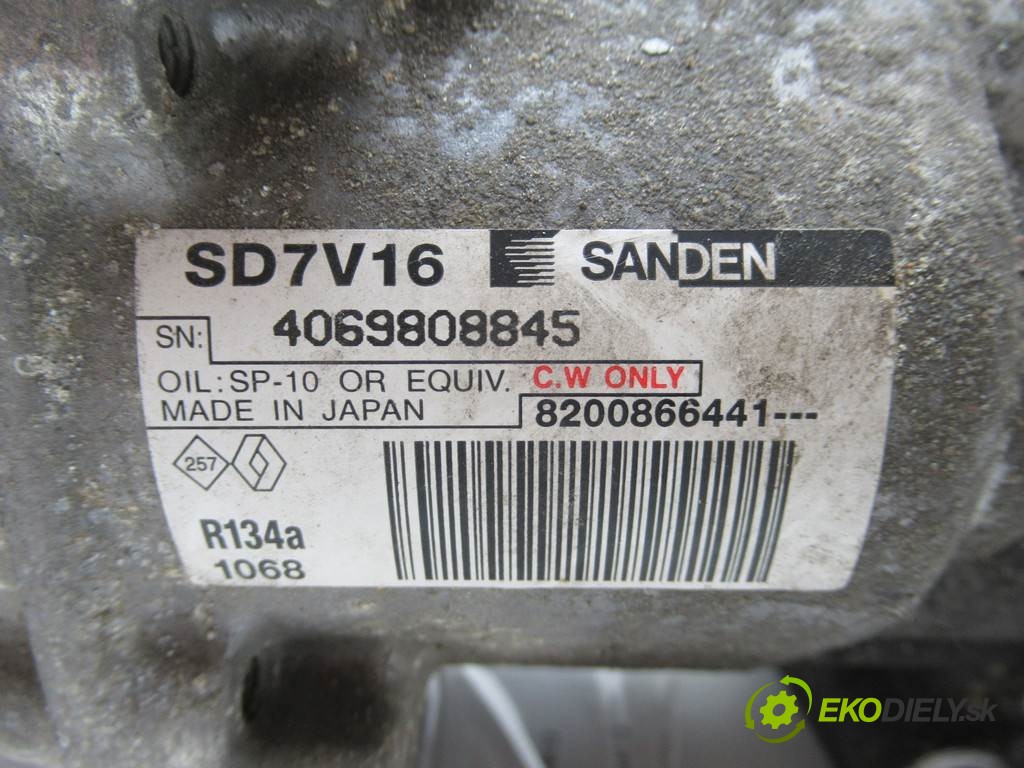 SD7V16 SANDEN
SN: 4069808845
OIL:SP-10 OR EQUIV. C.W ONLY
MADE IN JAPAN 8200866441---
257
R134a
1068
EKODIELY.sk